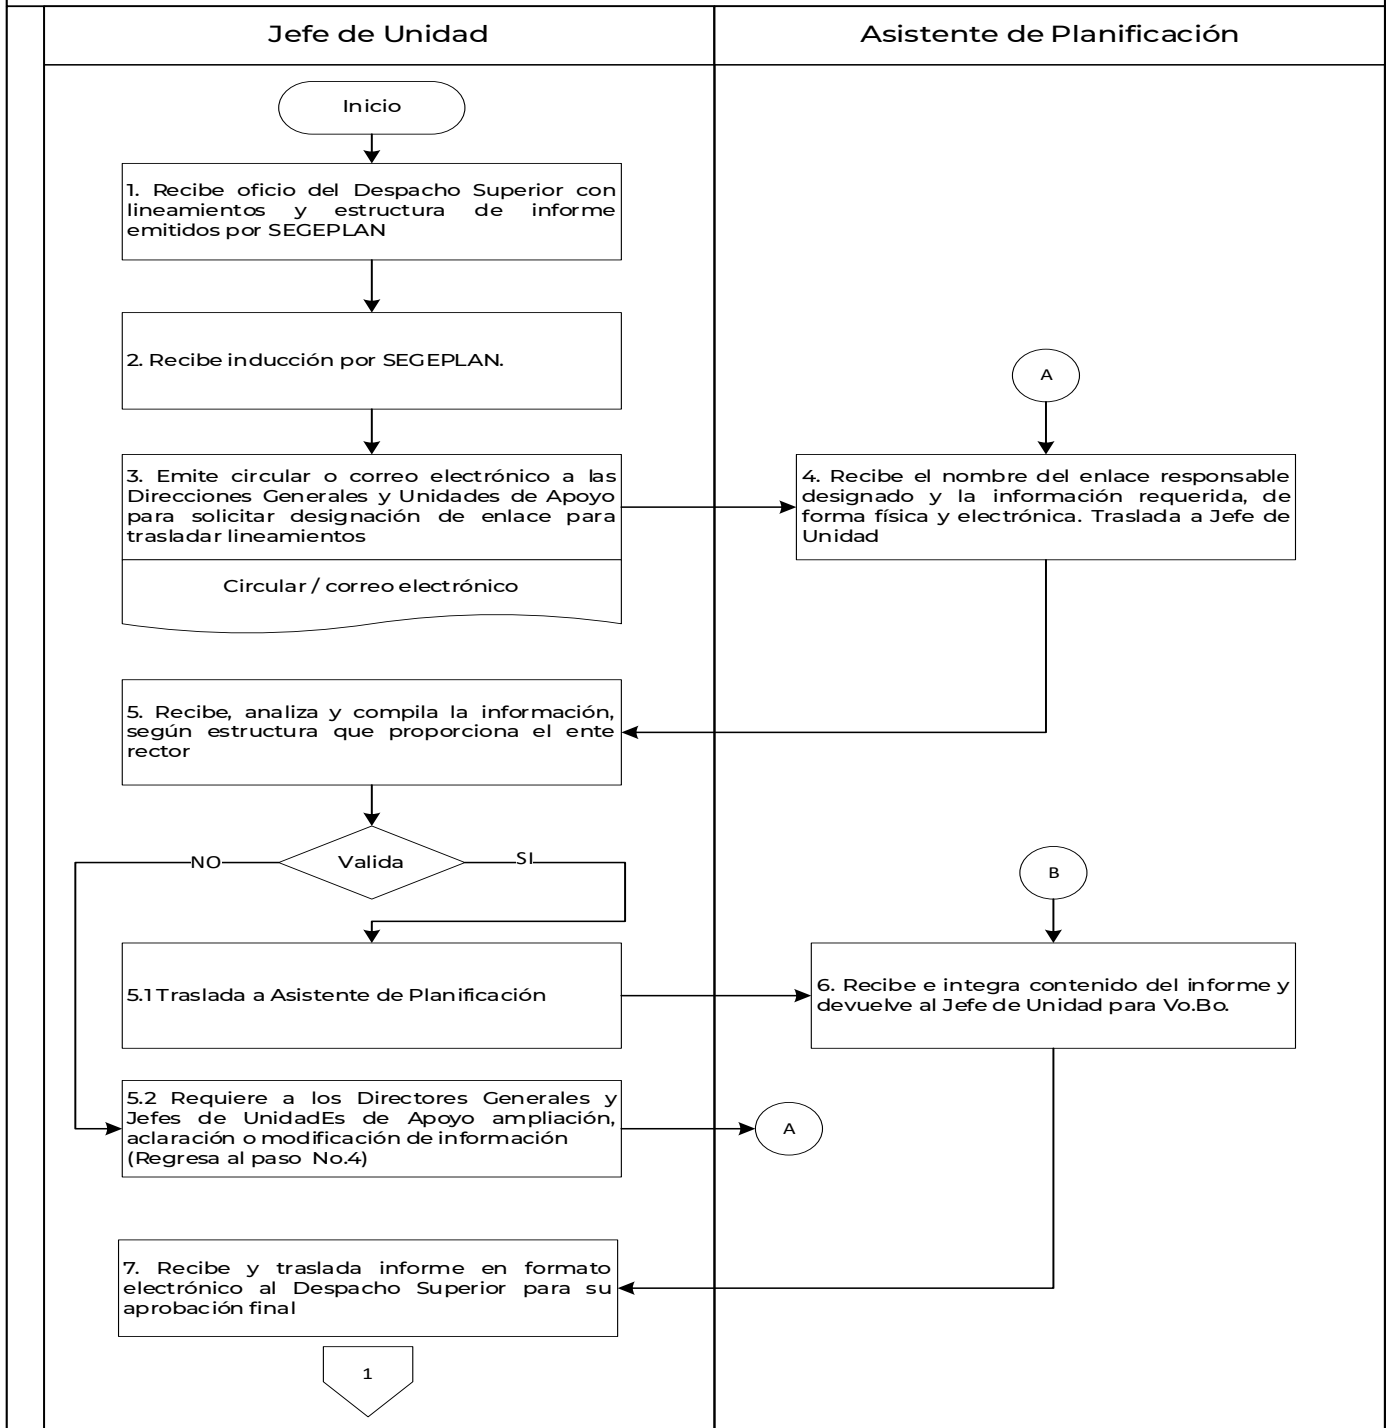 Jefe de Unidad
Asistente de Planificación
Inicio
1. Recibe oficio del Despacho Superior con
lineamientos y estructura de informe
emitidos por SEGEPLAN
2. Recibe inducción por SEGEPLAN.
A
3. Emite circular o correo electrónico a las
Direcciones Generales y Unidades de Apoyo
para solicitar designación de enlace para
trasladar lineamientos
Circular / correo electrónico
4. Recibe el nombre del enlace responsable
designado y la información requerida, de
forma física y electrónica. Traslada a Jefe de
Unidad
5. Recibe, analiza y compila la información,
según estructura que proporciona el ente
rector
NO
Valida
SI
B
5.1 Traslada a Asistente de Planificación
6. Recibe e integra contenido del informe y
devuelve al Jefe de Unidad para Vo.Bo.
5.2 Requiere a los Directores Generales y
Jefes de UnidadEs de Apoyo ampliación,
aclaración o modificación de información
(Regresa al paso No.4)
A
7. Recibe y traslada informe en formato
electrónico al Despacho Superior para su
aprobación final
1